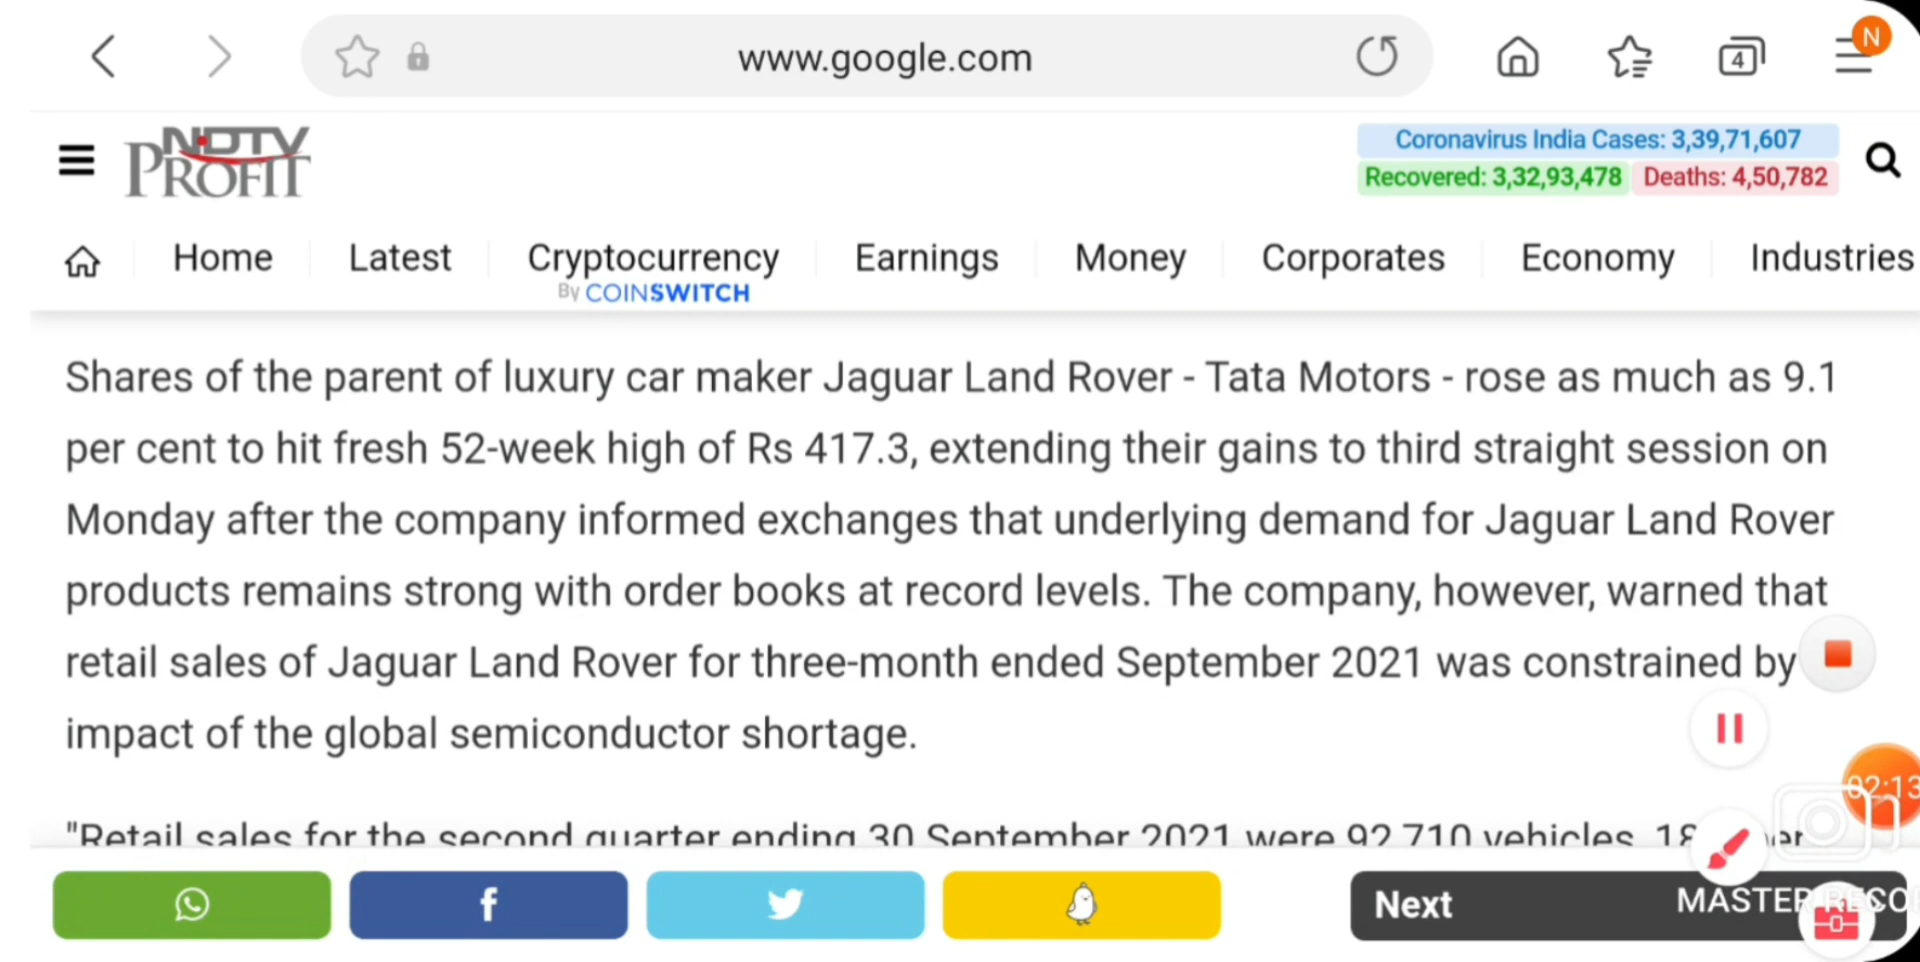 www.google.com
4
N
NDTV
PROFIT
Coronavirus India Cases: 3,39,71,607
Recovered: 3,32,93,478 Deaths: 4,50,782
Home Latest Cryptocurrency Earnings Money Corporates Economy Industries
By COINSWITCH
Shares of the parent of luxury car maker Jaguar Land Rover - Tata Motors - rose as much as 9.1
per cent to hit fresh 52-week high of Rs 417.3, extending their gains to third straight session on
Monday after the company informed exchanges that underlying demand for Jaguar Land Rover
products remains strong with order books at record levels. The company, however, warned that
retail sales of Jaguar Land Rover for three-month ended September 2021 was constrained by
impact of the global semiconductor shortage.
02:13
"Retail sales for the second quarter ending 30 September 2021 were 92,710 vehicles, 18
f
Next
MASTER RECO